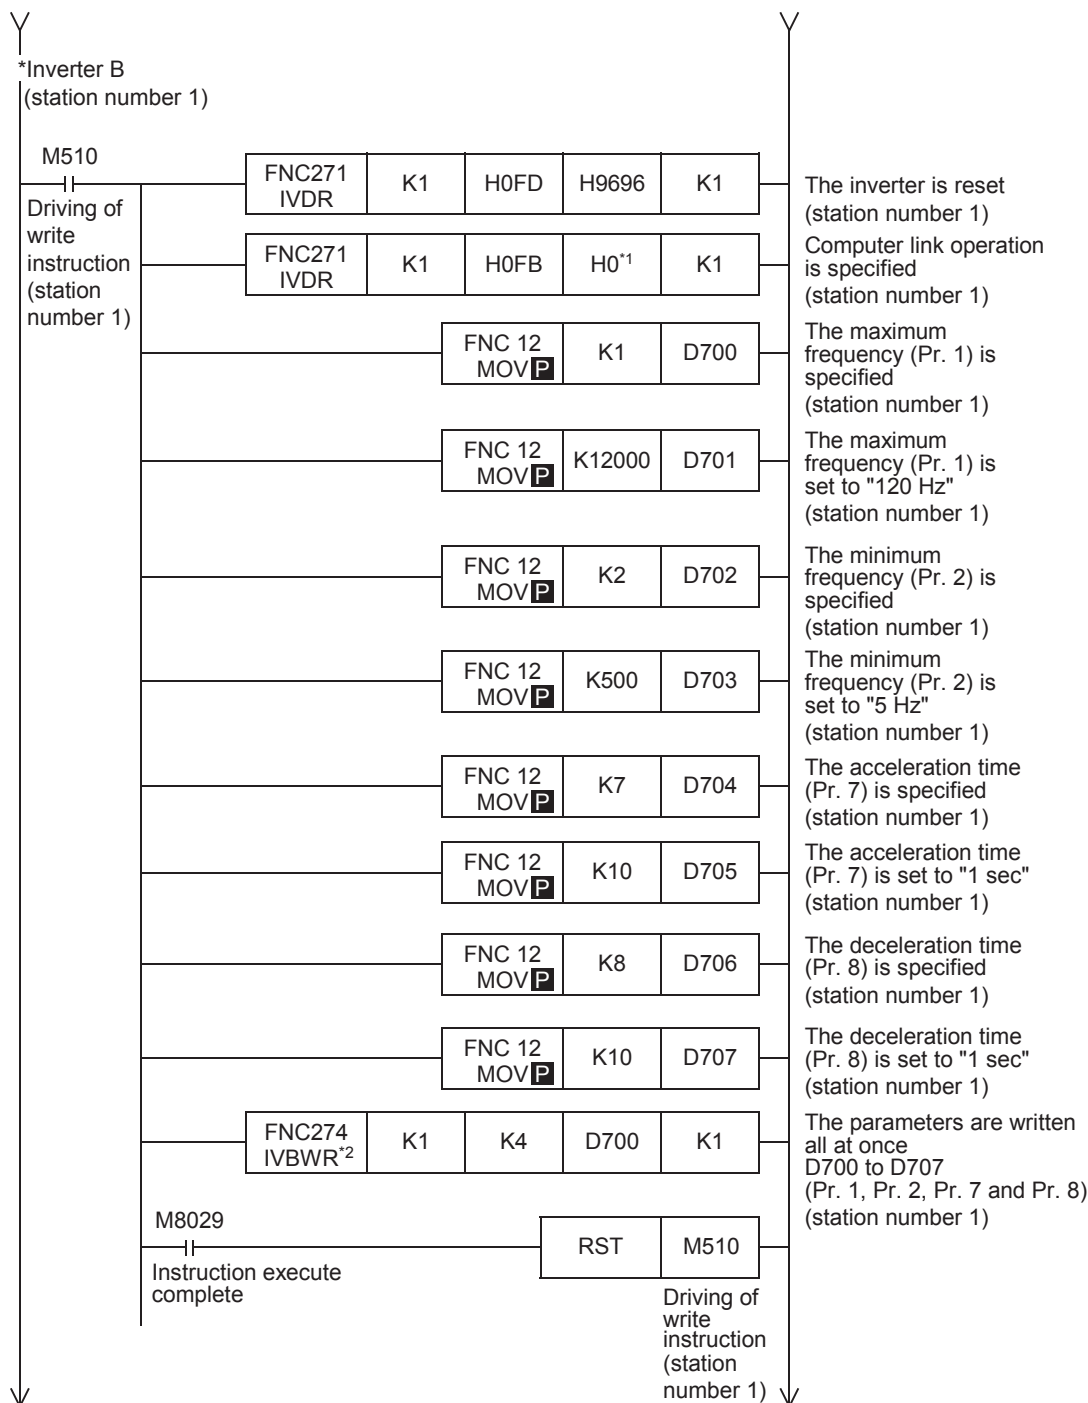 *Inverter B
(station number 1)
M510
Driving of
write
instruction
(station
number 1)
FNC271
IVDR
K1
H0FD
H9696
K1
The inverter is reset
(station number 1)
FNC271
IVDR
K1
H0FB
H0*1
K1
Computer link operation
is specified
(station number 1)
FNC 12
MOV P
K1
D700
The maximum
frequency (Pr. 1) is
specified
(station number 1)
FNC 12
MOV P
K12000
D701
The maximum
frequency (Pr. 1) is
set to "120 Hz"
(station number 1)
FNC 12
MOV P
K2
D702
The minimum
frequency (Pr. 2) is
specified
(station number 1)
FNC 12
MOV P
K500
D703
The minimum
frequency (Pr. 2) is
set to "5 Hz"
(station number 1)
FNC 12
MOV P
K7
D704
The acceleration time
(Pr. 7) is specified
(station number 1)
FNC 12
MOV P
K10
D705
The acceleration time
(Pr. 7) is set to "1 sec"
(station number 1)
FNC 12
MOV P
K8
D706
The deceleration time
(Pr. 8) is specified
(station number 1)
FNC 12
MOV P
K10
D707
The deceleration time
(Pr. 8) is set to "1 sec"
(station number 1)
FNC274
IVBWR*2
K1
K4
D700
K1
The parameters are written
all at once
D700 to D707
(Pr. 1, Pr. 2, Pr. 7 and Pr. 8)
(station number 1)
M8029
Instruction execute
complete
RST
M510
Driving of
write
instruction
(station
number 1)